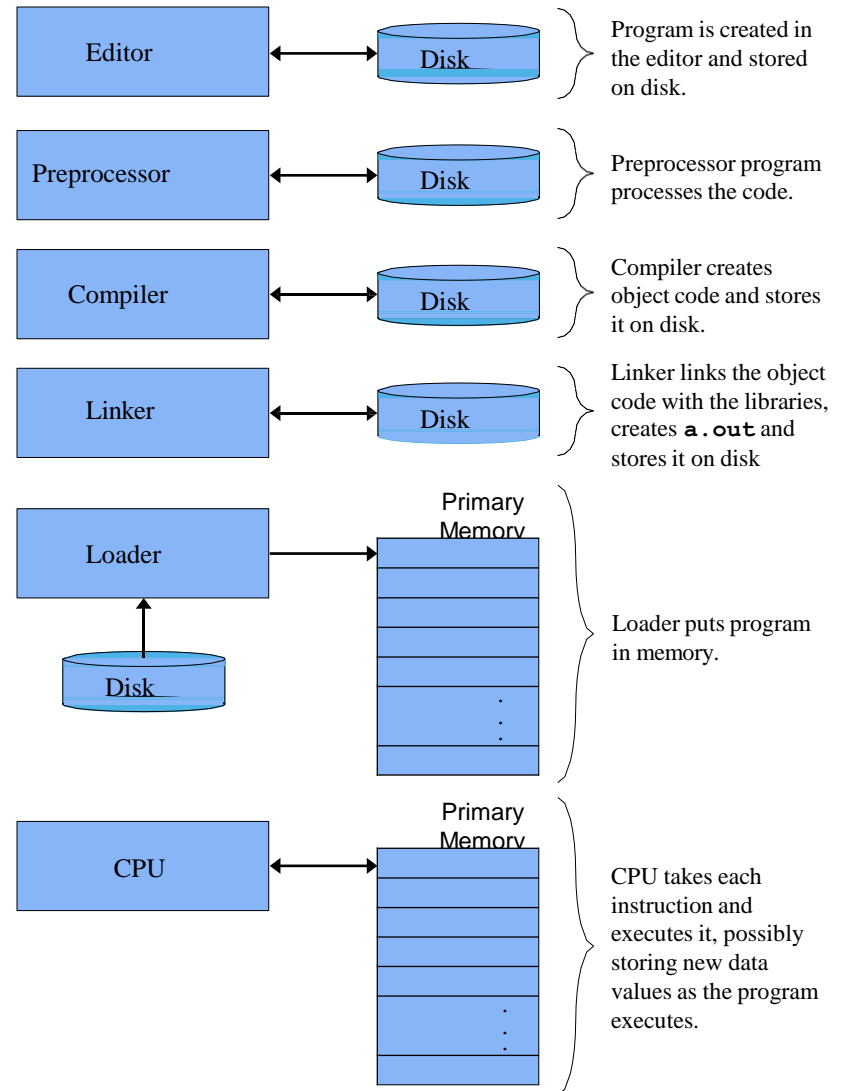 Editor
Disk
Program is created in
the editor and stored
on disk.
Preprocessor
Disk
Preprocessor program
processes the code.
Compiler
Disk
Compiler creates
object code and stores
it on disk.
Linker
Disk
Linker links the object
code with the libraries,
creates a.out and
stores it on disk
Loader
Disk
Primary
Memory
.
.
.
Loader puts program
in memory.
CPU
Primary
Memory
.
.
.
CPU takes each
instruction and
executes it, possibly
storing new data
values as the program
executes.